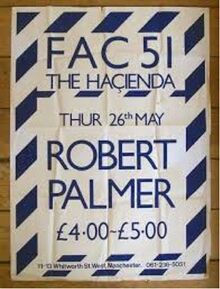 FAC 51
THE HAÇIENDA
THUR 26th MAY
ROBERT
PALMER
£4·00~£5·00
11-13 Whitworth St. West, Manchester. 061-236-5051